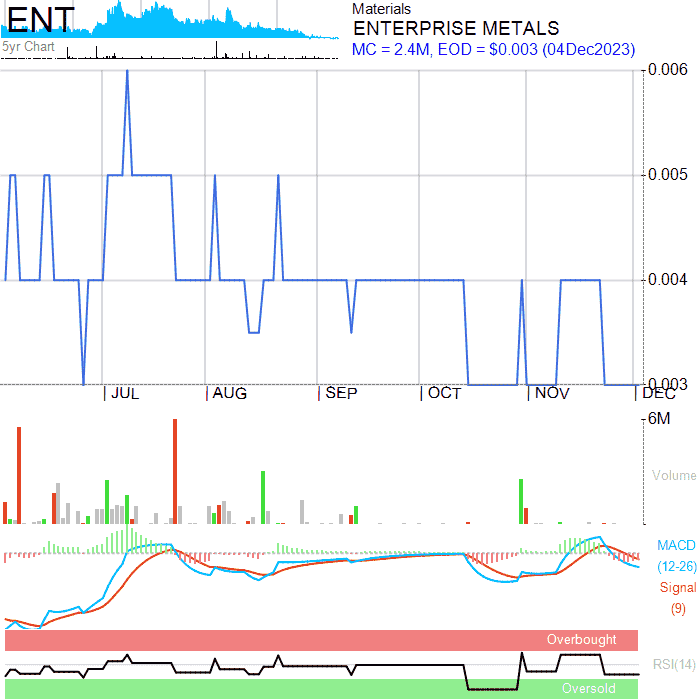 ENT
5yr Chart
Materials
ENTERPRISE METALS
MC = 2.4M, EOD = $0.003 (04Dec2023)
0.006
0.005
0.004
0.003
JUL
AUG
SEP
OCT
NOV
DEC
6M
Volume
MACD
(12-26)
Signal
(9)
Overbought
RSI(14)
Oversold